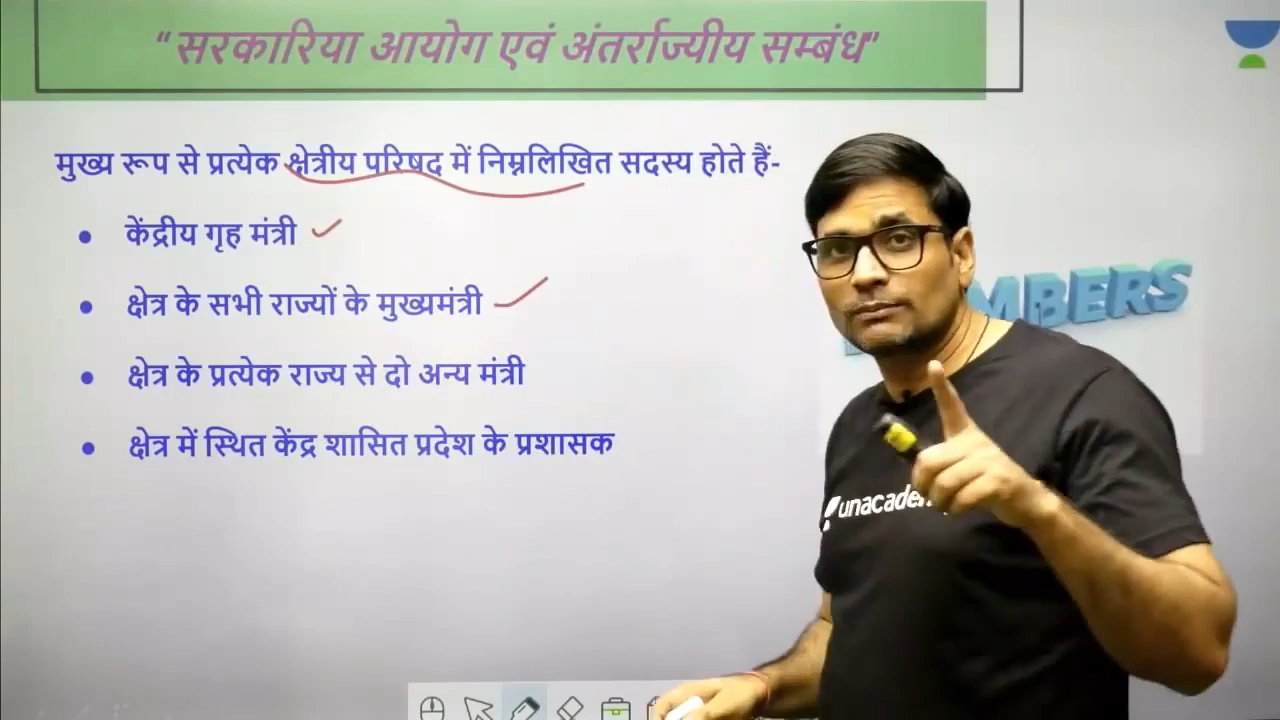 “सरकारिया आयोग एवं अंतर्राज्यीय सम्बंध”
मुख्य रूप से प्रत्येक क्षेत्रीय परिषद में निम्नलिखित सदस्य होते हैं-
• केंद्रीय गृह मंत्री
• क्षेत्र के सभी राज्यों के मुख्यमंत्री
• क्षेत्र के प्रत्येक राज्य से दो अन्य मंत्री
• क्षेत्र में स्थित केंद्र शासित प्रदेश के प्रशासक
MBERS
unacade